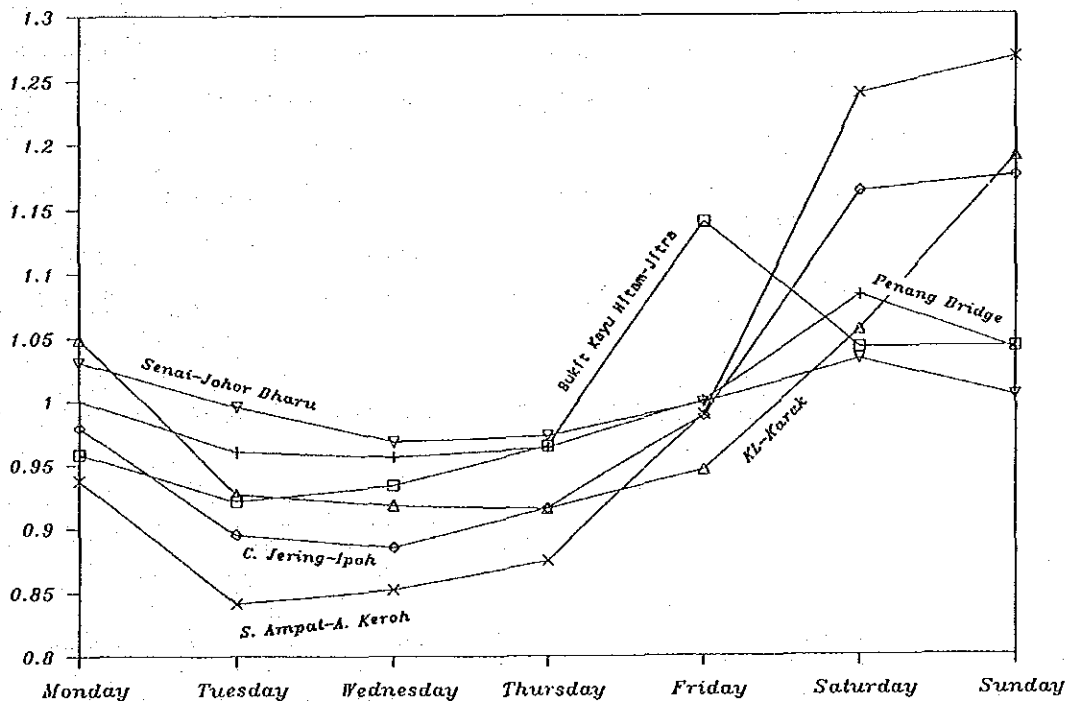 1.3
1.25
1.2
1.15
1.1
1.05
1
0.95
0.9
0.85
0.8
Senai-Johor Bharu
Bukit Kayu Hitam-Jitra
Penang Bridge
KL-Karak
C. Jering-Ipoh
S. Ampat-A. Keroh
Monday Tuesday Wednesday Thursday Friday Saturday Sunday